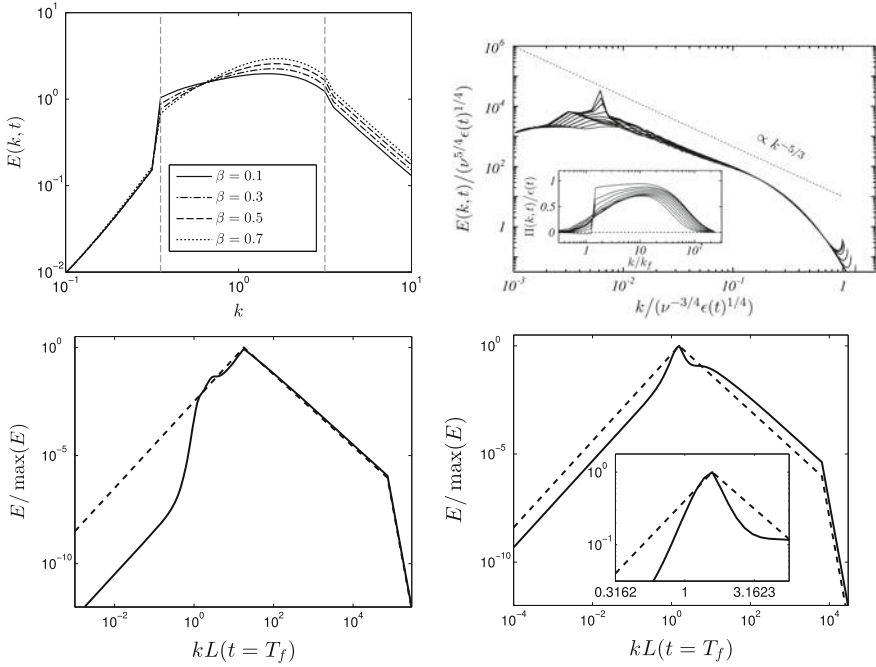 10^1
10^0
10^{-1}
10^{-2}
E(k, t)
β = 0.1
β = 0.3
β = 0.5
β = 0.7
10^{-1} 10^0 10^1
k
10^6
10^4
10^2
1
E(k, t)/(ν^{5/4}ϵ(t)^{1/4})
∝ k^{-5/3}
1
0.5
0
Π(k, t)/ϵ(t)
1 10 10^2
k/k_f
10^{-3} 10^{-2} 10^{-1} 1
k/(ν^{-3/4}ϵ(t)^{1/4})
10^0
10^{-5}
10^{-10}
E/ max(E)
10^{-2} 10^0 10^2 10^4
kL(t = T_f)
10^0
10^{-5}
10^{-10}
E/ max(E)
10^0
10^{-1}
0.3162 1 3.1623
10^{-4} 10^{-2} 10^0 10^2 10^4
kL(t = T_f)